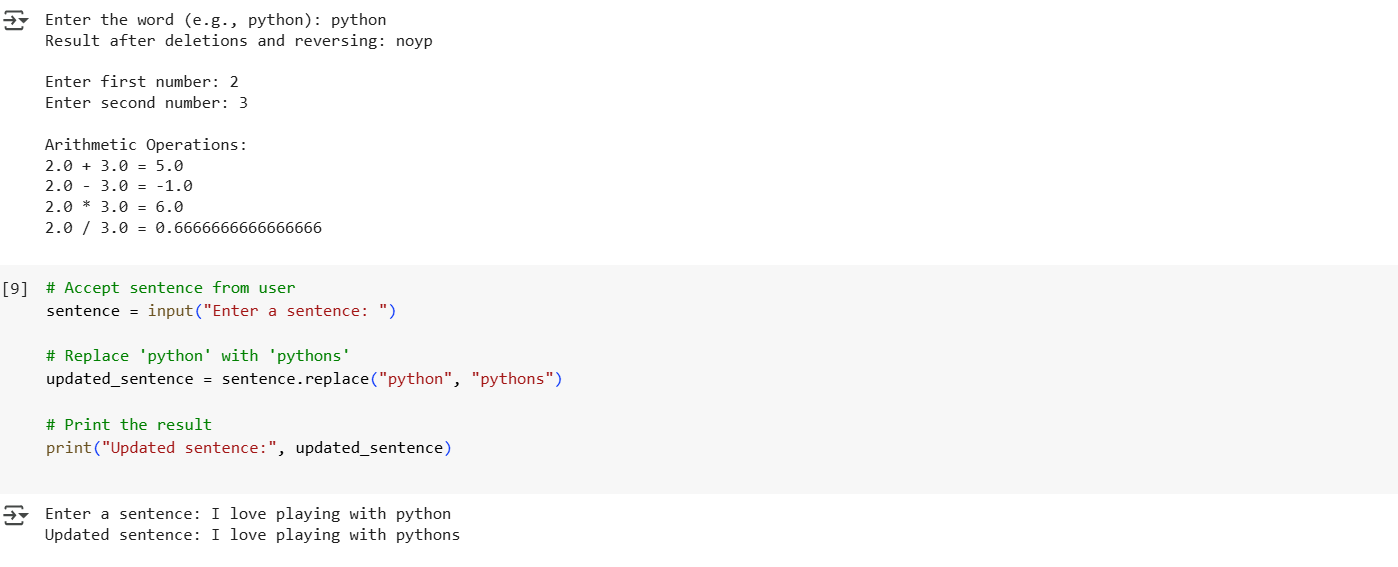 Enter the word (e.g., python): python
Result after deletions and reversing: noyp
Enter first number: 2
Enter second number: 3
Arithmetic Operations:
2.0 + 3.0 = 5.0
2.0 - 3.0 = -1.0
2.0 * 3.0 = 6.0
2.0 / 3.0 = 0.6666666666666666
[9] # Accept sentence from user
sentence = input("Enter a sentence: ")
# Replace 'python' with 'pythons'
updated_sentence = sentence.replace("python", "pythons")
# Print the result
print("Updated sentence:", updated_sentence)
Enter a sentence: I love playing with python
Updated sentence: I love playing with pythons